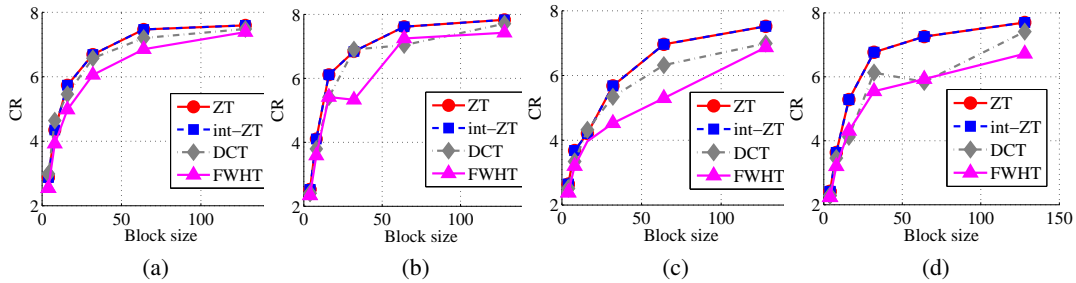 8
6
4
2
CR
0
50
100
Block size
ZT
int−ZT
DCT
FWHT
(a)
8
6
4
2
CR
0
50
100
Block size
ZT
int−ZT
DCT
FWHT
(b)
8
6
4
2
CR
0
50
100
Block size
ZT
int−ZT
DCT
FWHT
(c)
8
6
4
2
CR
0
50
100
150
Block size
ZT
int−ZT
DCT
FWHT
(d)